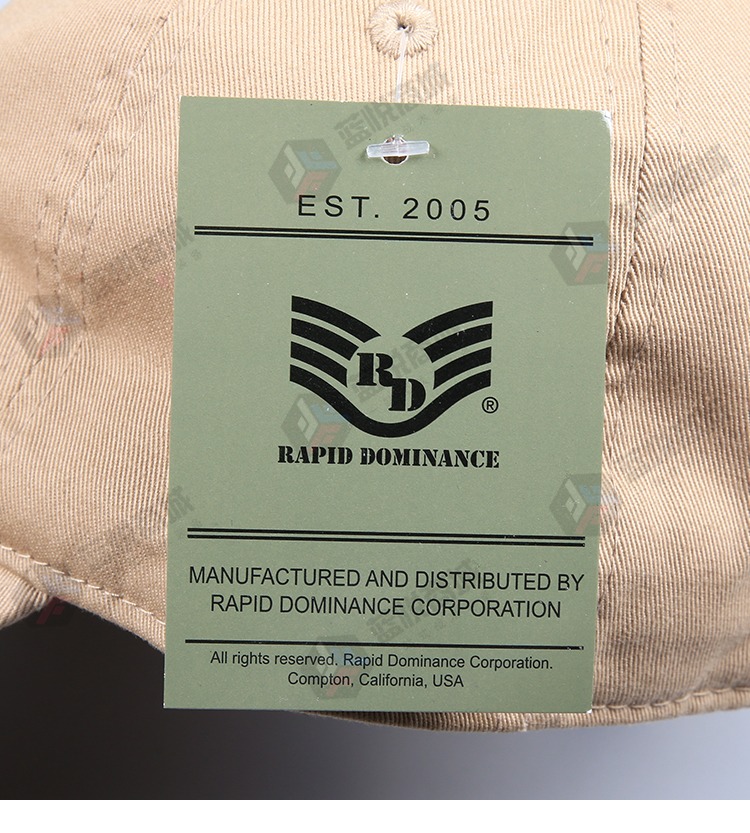 EST. 2005
RD
®
RAPID DOMINANCE
MANUFACTURED AND DISTRIBUTED BY
RAPID DOMINANCE CORPORATION
All rights reserved. Rapid Dominance Corporation.
Compton, California, USA